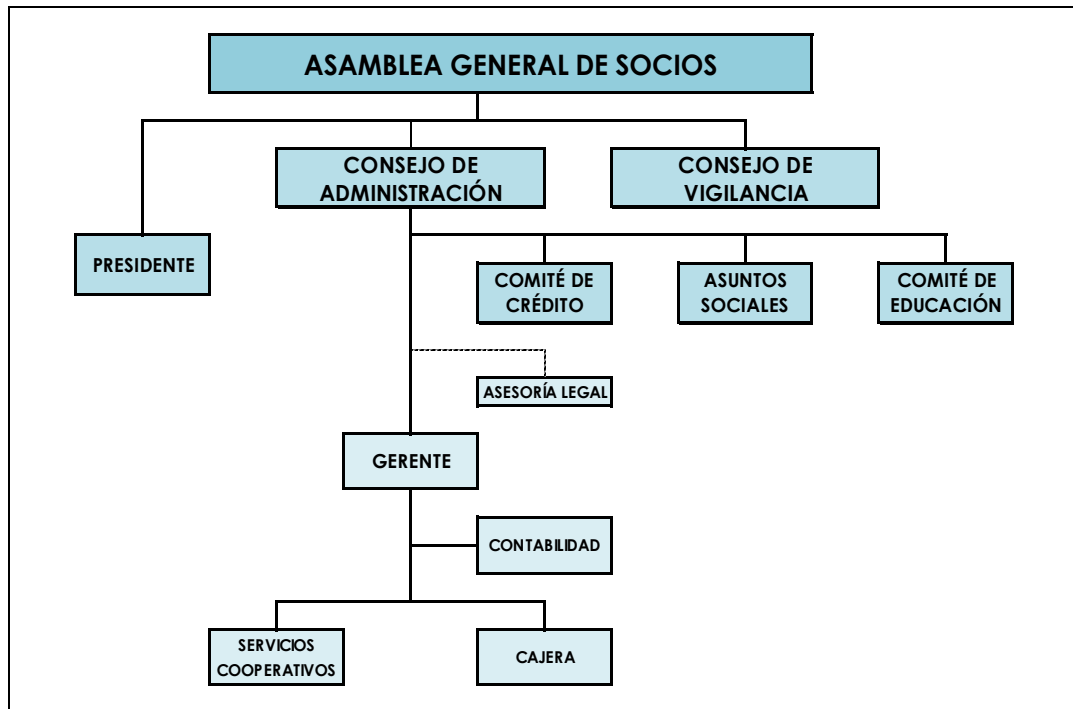 ASAMBLEA GENERAL DE SOCIOS
CONSEJO DE
ADMINISTRACIÓN
CONSEJO DE
VIGILANCIA
PRESIDENTE
COMITÉ DE
CRÉDITO
ASUNTOS
SOCIALES
COMITÉ DE
EDUCACIÓN
ASESORÍA LEGAL
GERENTE
CONTABILIDAD
SERVICIOS
COOPERATIVOS
CAJERA